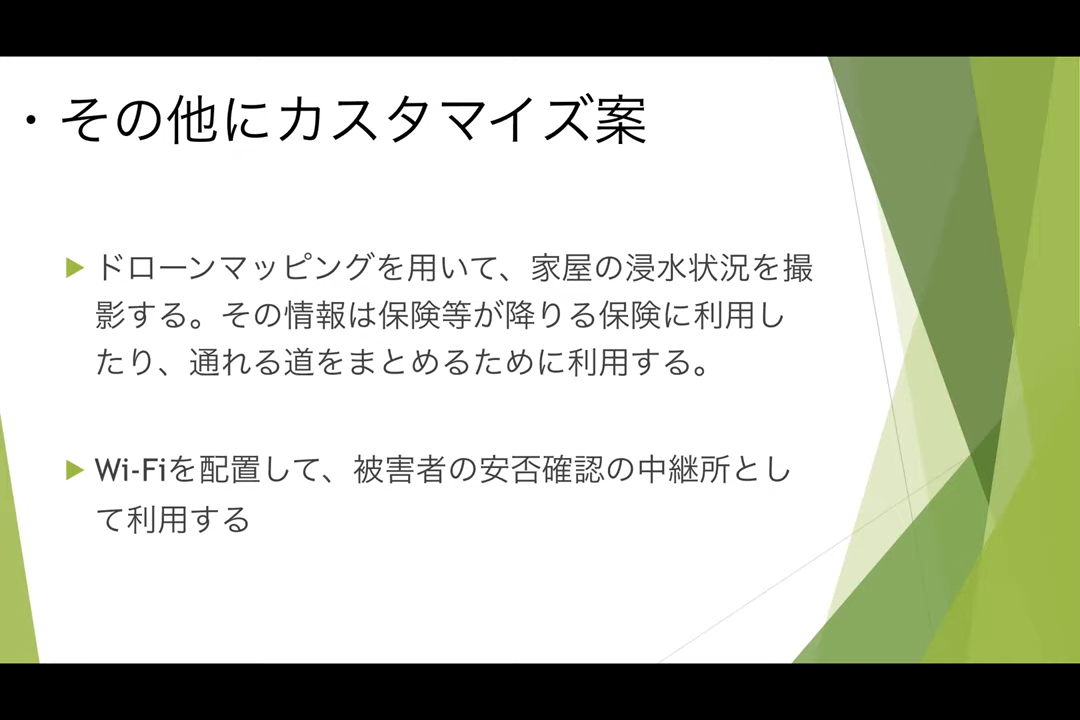 ・その他にカスタマイズ案
ドローンマッピングを用いて、家屋の浸水状況を撮
影する。その情報は保険等が降りる保険に利用し
たり、通れる道をまとめるために利用する。
Wi-Fiを配置して、被害者の安否確認の中継所とし
て利用する